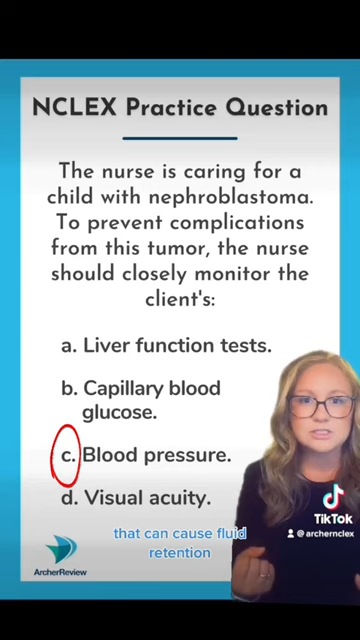 NCLEX Practice Question
The nurse is caring for a
child with nephroblastoma.
To prevent complications
from this tumor, the nurse
should closely monitor the
client's:
a. Liver function tests.
b. Capillary blood
glucose.
c. Blood pressure.
d. Visual acuity.
that can cause fluid
retention
TikTok
@archernclex
ArcherReview